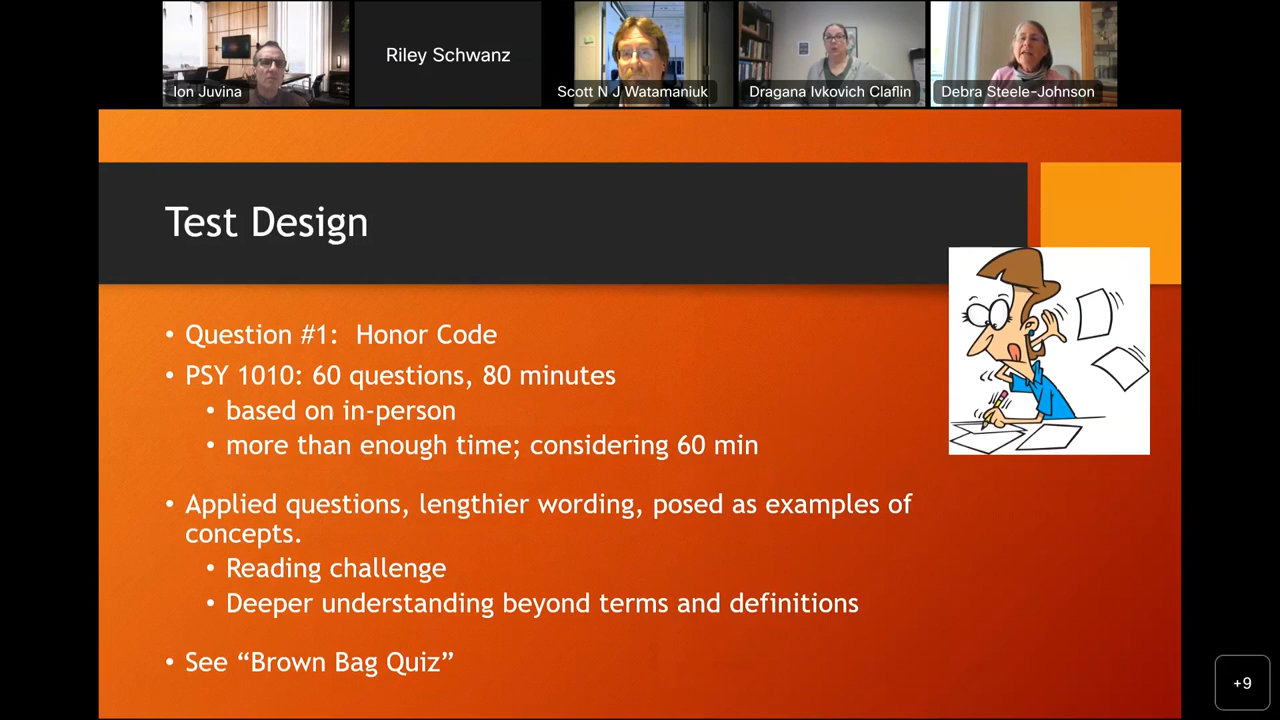 Ion Juvina
Riley Schwanz
Scott N J Watamaniuk
Dragana Ivkovich Claflin
Debra Steele-Johnson
Test Design
• Question #1: Honor Code
• PSY 1010: 60 questions, 80 minutes
• based on in-person
• more than enough time; considering 60 min
• Applied questions, lengthier wording, posed as examples of
concepts.
• Reading challenge
• Deeper understanding beyond terms and definitions
• See “Brown Bag Quiz”
+9